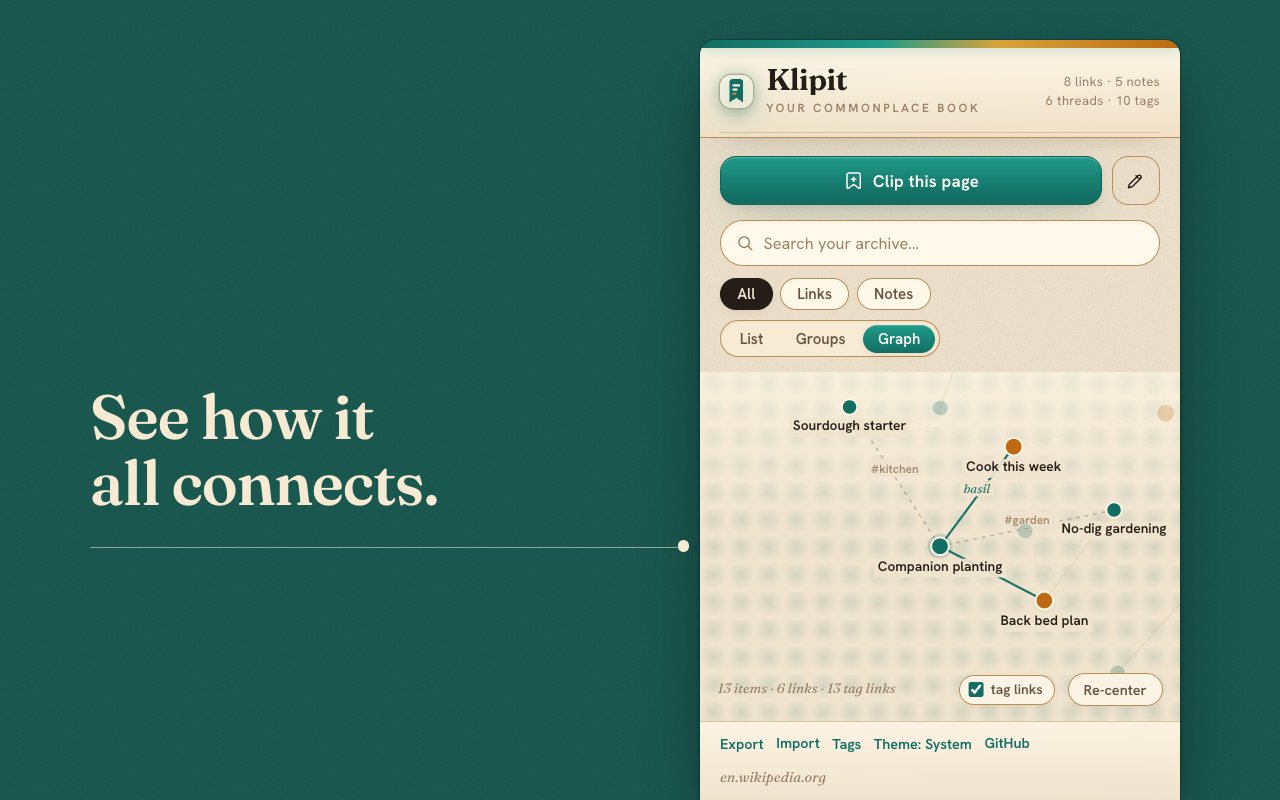 See how it
all connects.
Klipit
YOUR COMMONPLACE BOOK
8 links · 5 notes
6 threads · 10 tags
Clip this page
Search your archive…
All Links Notes
List Groups Graph
Sourdough starter
Cook this week
#kitchen
basil
#garden
No-dig gardening
Companion planting
Back bed plan
13 items · 6 links · 13 tag links
tag links
Re-center
Export Import Tags Theme: System GitHub
en.wikipedia.org